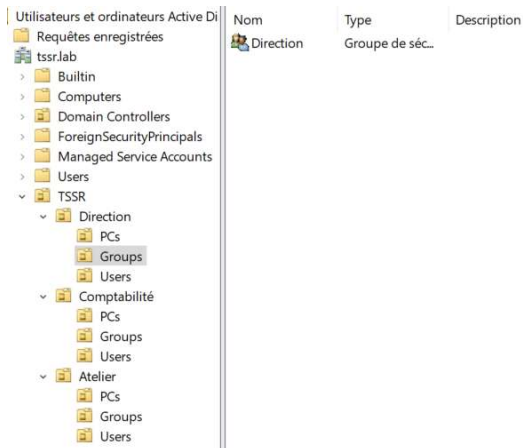 Utilisateurs et ordinateurs Active Di
Requêtes enregistrées
tssr.lab
Builtin
Computers
Domain Controllers
ForeignSecurityPrincipals
Managed Service Accounts
Users
TSSR
Direction
PCs
Groups
Users
Comptabilité
PCs
Groups
Users
Atelier
PCs
Groups
Users
Nom Type Description
Direction Groupe de séc...